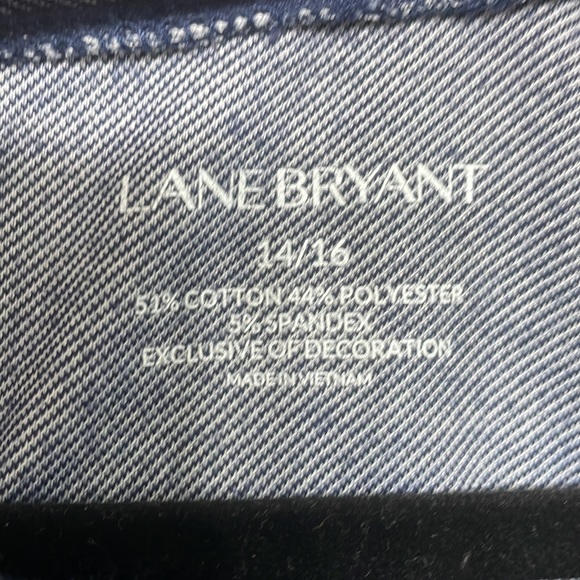 LANE BRYANT
14/16
51% COTTON 44% POLYESTER
5% SPANDEX
EXCLUSIVE OF DECORATION
MADE IN VIETNAM